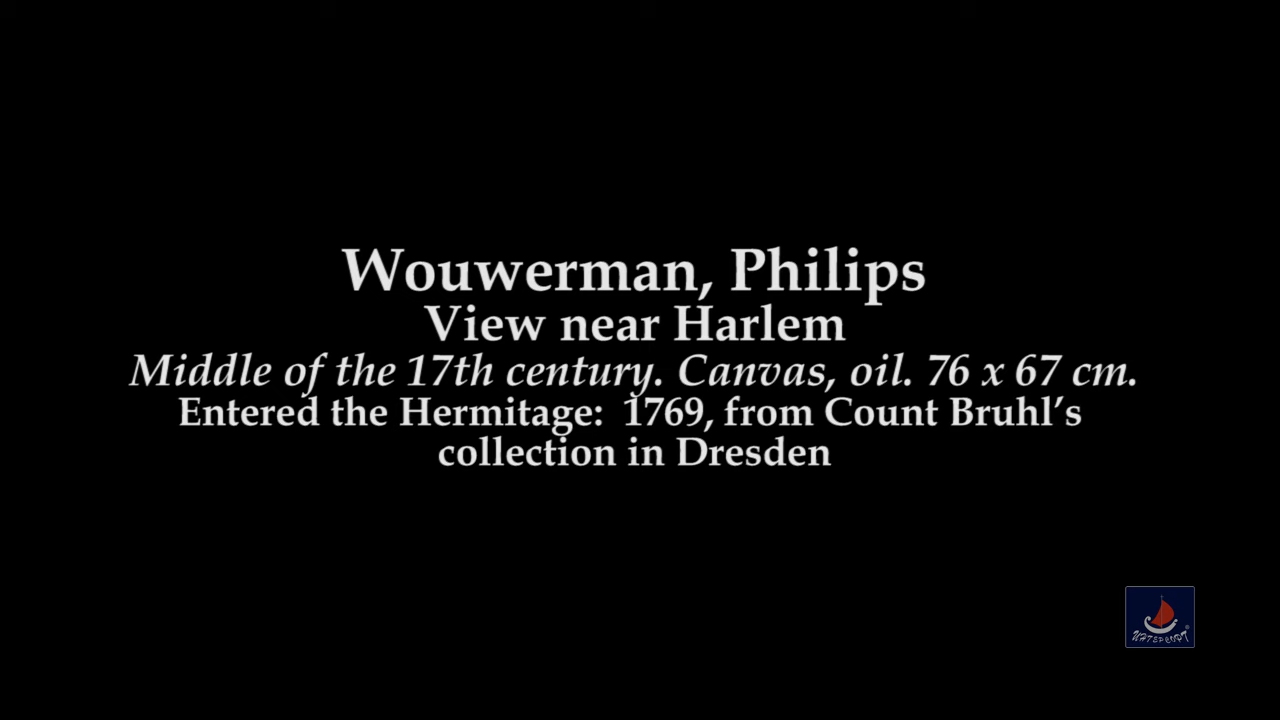 Wouwerman, Philips
View near Harlem
Middle of the 17th century. Canvas, oil. 76 x 67 cm.
Entered the Hermitage:  1769, from Count Bruhl’s
collection in Dresden